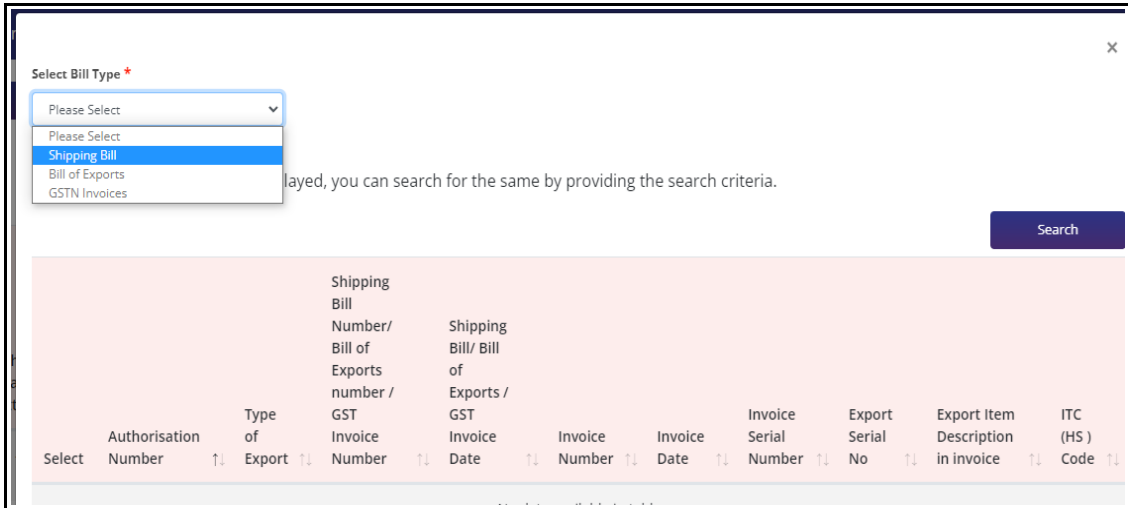 ×
Select Bill Type *
Please Select
Please Select
Shipping Bill
Bill of Exports
GSTN Invoices
layed, you can search for the same by providing the search criteria.
Search
Select
Authorisation
Number
Type
of
Export
Shipping
Bill
Number/
Bill of
Exports
number /
GST
Invoice
Number
Shipping
Bill/ Bill
of
Exports /
GST
Invoice
Date
Invoice
Number
Invoice
Date
Invoice
Serial
Number
Export
Serial
No
Export Item
Description
in invoice
ITC
(HS )
Code